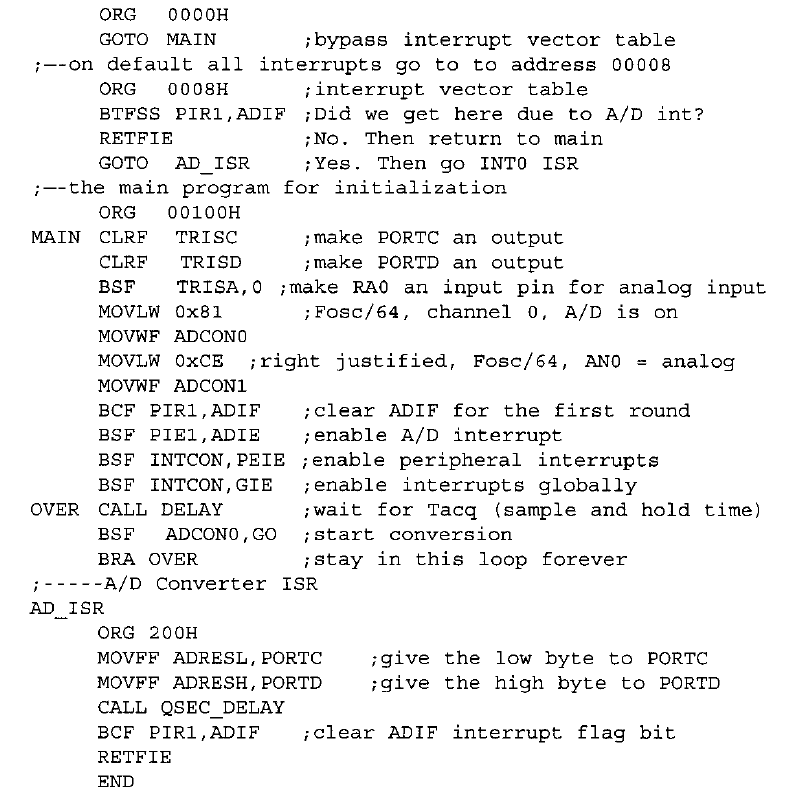 ORG 0000H
GOTO MAIN ;bypass interrupt vector table
;--on default all interrupts go to to address 00008
ORG 0008H ;interrupt vector table
BTFSS PIR1,ADIF ;Did we get here due to A/D int?
RETFIE ;No. Then return to main
GOTO AD_ISR ;Yes. Then go INT0 ISR
;--the main program for initialization
ORG 00100H
MAIN CLRF TRISC ;make PORTC an output
CLRF TRISD ;make PORTD an output
BSF TRISA,0 ;make RA0 an input pin for analog input
MOVLW 0x81 ;Fosc/64, channel 0, A/D is on
MOVWF ADCON0
MOVLW 0xCE ;right justified, Fosc/64, AN0 = analog
MOVWF ADCON1
BCF PIR1,ADIF ;clear ADIF for the first round
BSF PIE1,ADIE ;enable A/D interrupt
BSF INTCON,PEIE ;enable peripheral interrupts
BSF INTCON,GIE ;enable interrupts globally
OVER CALL DELAY ;wait for Tacq (sample and hold time)
BSF ADCON0,GO ;start conversion
BRA OVER ;stay in this loop forever
;-----A/D Converter ISR
AD_ISR
ORG 200H
MOVFF ADRESL,PORTC ;give the low byte to PORTC
MOVFF ADRESH,PORTD ;give the high byte to PORTD
CALL QSEC_DELAY
BCF PIR1,ADIF ;clear ADIF interrupt flag bit
RETFIE
END